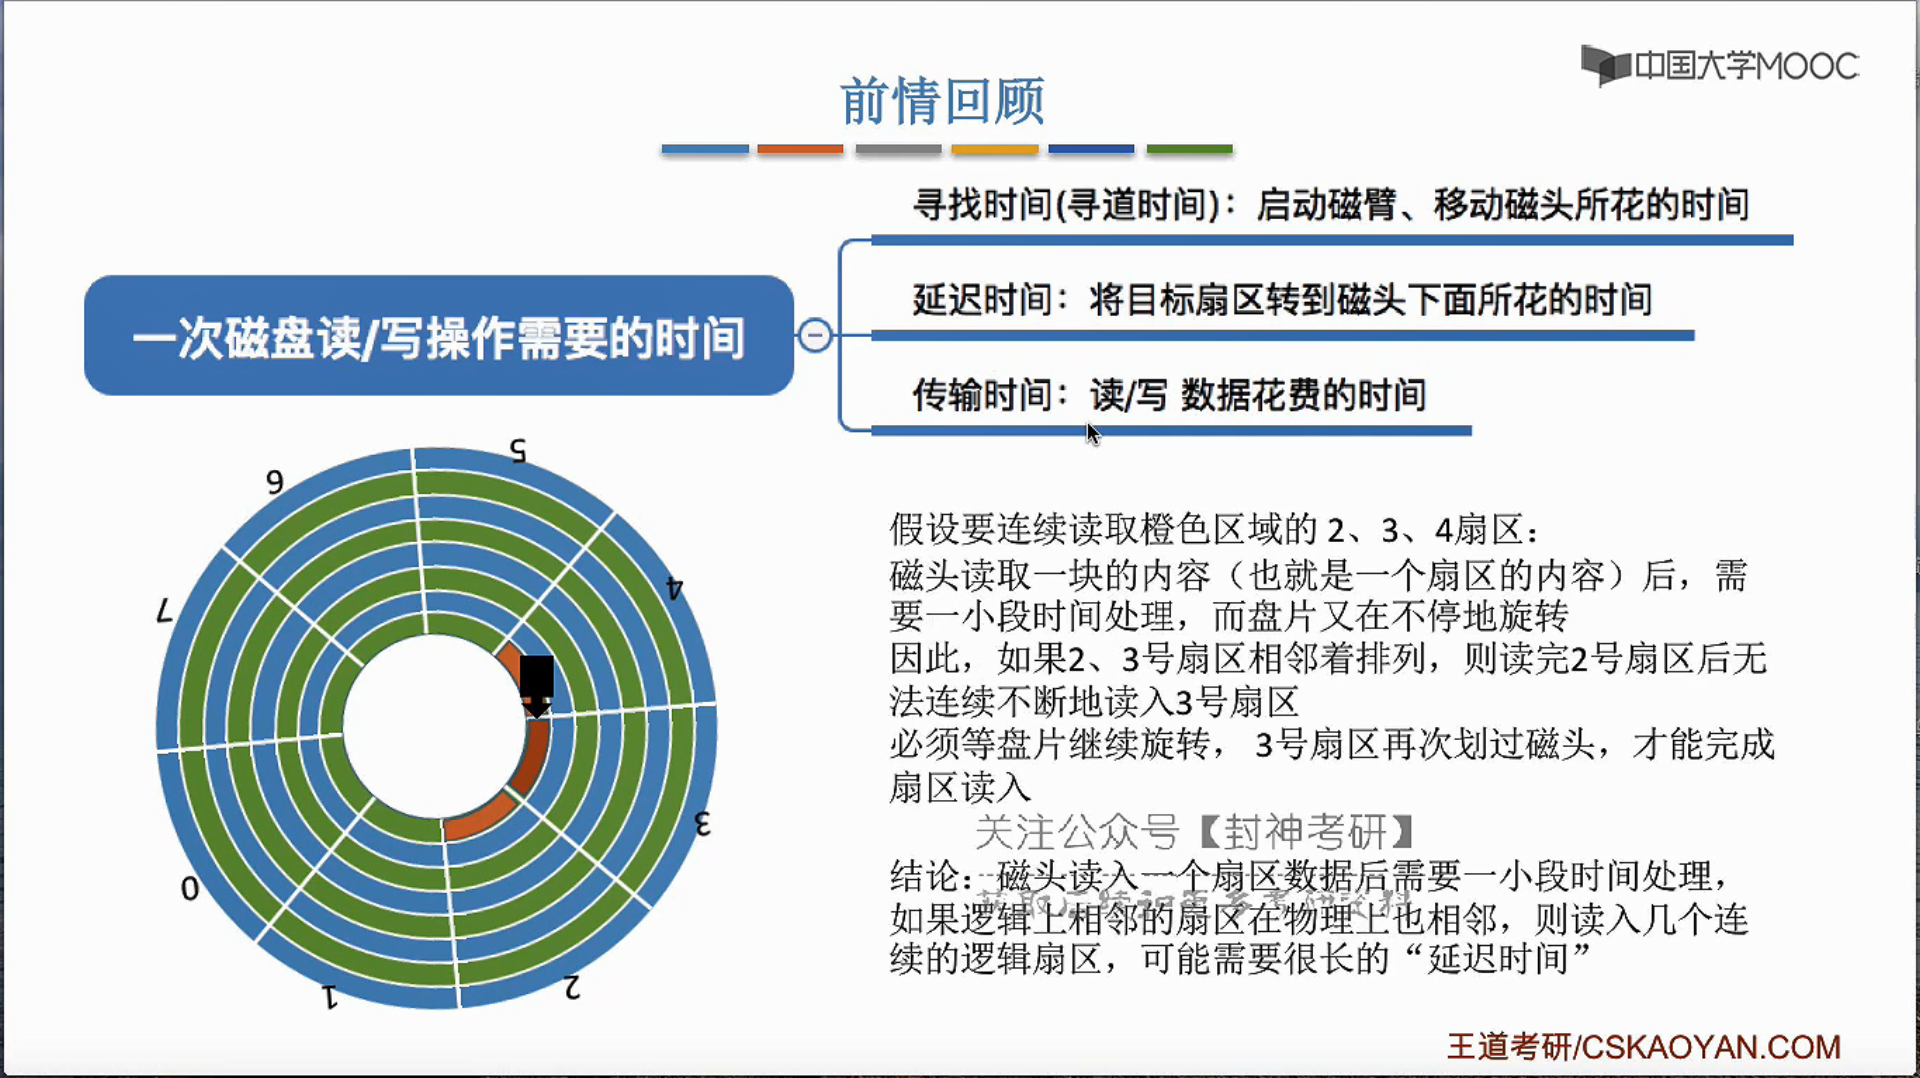 中国大学MOOC
前情回顾
寻找时间(寻道时间)：启动磁臂、移动磁头所花的时间
延迟时间：将目标扇区转到磁头下面所花的时间
一次磁盘读/写操作需要的时间
传输时间：读/写 数据花费的时间
5
6
4
7
3
0
2
1
假设要连续读取橙色区域的 2、3、4扇区：
磁头读取一块的内容（也就是一个扇区的内容）后，需
要一小段时间处理，而盘片又在不停地旋转
因此，如果2、3号扇区相邻着排列，则读完2号扇区后无
法连续不断地读入3号扇区
必须等盘片继续旋转，3号扇区再次划过磁头，才能完成
扇区读入
关注公众号【封神考研】
结论：磁头读入一个扇区数据后需要一小段时间处理，
如果逻辑上相邻的扇区在物理上也相邻，则读入几个连
续的逻辑扇区，可能需要很长的“延迟时间”
王道考研/CSKAOYAN.COM